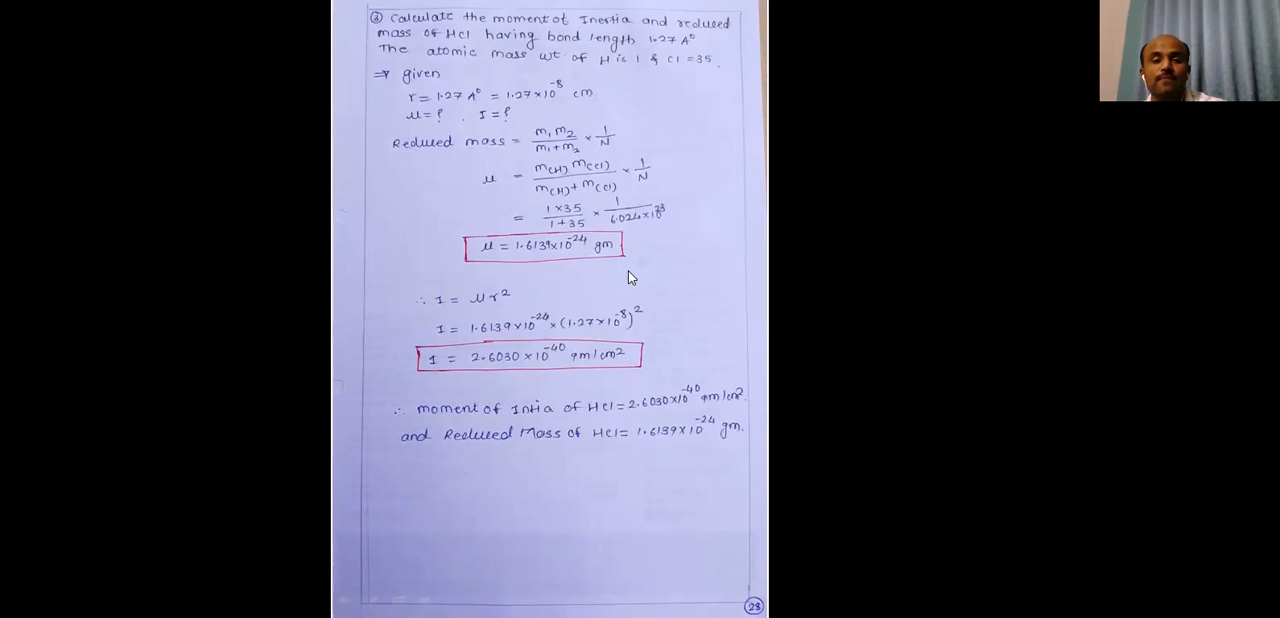 ③ Calculate the moment of Inertia and reduced
mass of HCl having bond length 1.27 A°
The atomic mass wt of H is 1 & Cl = 35.
⇒ given
r = 1.27 A° = 1.27 × 10⁻⁸ cm
μ = ? , I = ?
Reduced mass = m₁ m₂ / m₁ + m₂ × 1/N
μ = m(H) m(Cl) / m(H) + m(Cl) × 1/N
= 1 × 35 / 1 + 35 × 1 / 6.024 × 10²³
μ = 1.6139 × 10⁻²⁴ gm
∴ I = μ r²
I = 1.6139 × 10⁻²⁴ × (1.27 × 10⁻⁸)²
I = 2.6030 × 10⁻⁴⁰ gm/cm²
∴ moment of Intia of HCl = 2.6030 × 10⁻⁴⁰ gm/cm².
and Reduced Mass of HCl = 1.6139 × 10⁻²⁴ gm.
28